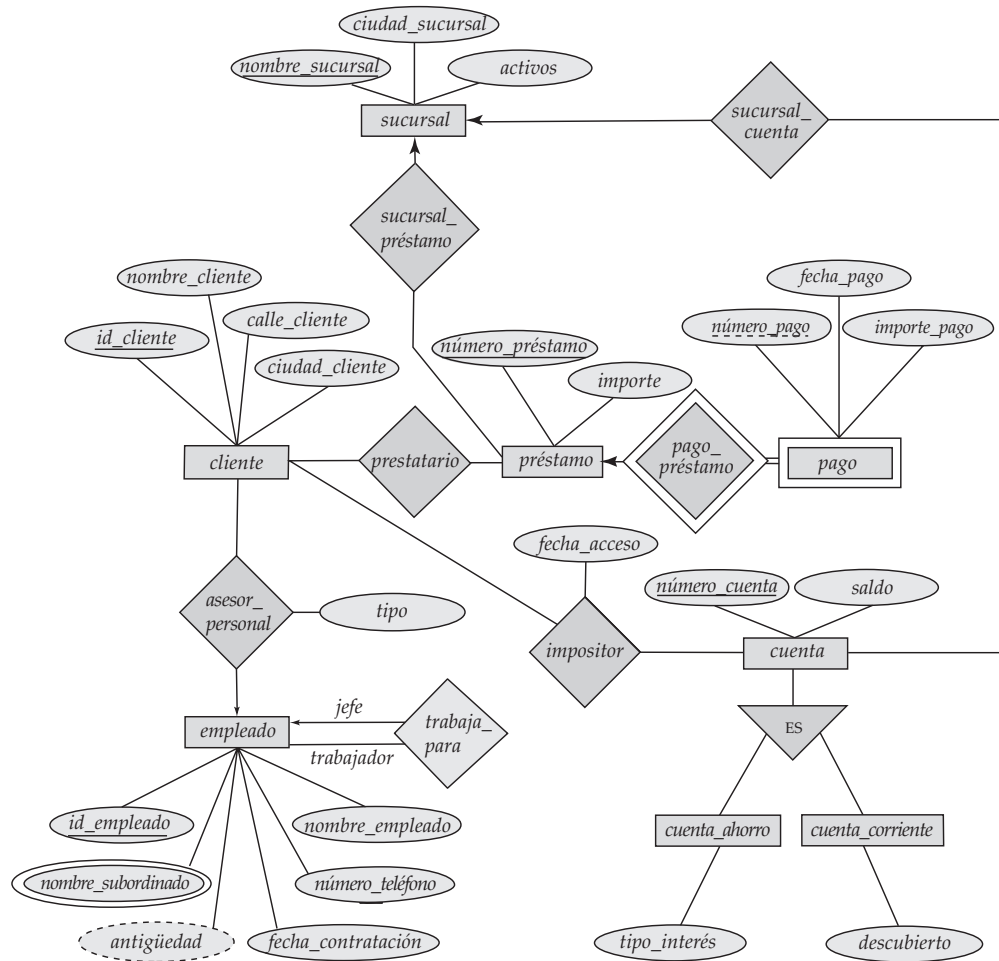 ciudad_sucursal
nombre_sucursal
activos
sucursal
sucursal_
cuenta
sucursal_
préstamo
nombre_cliente
fecha_pago
id_cliente
calle_cliente
número_préstamo
número_pago
importe_pago
ciudad_cliente
importe
cliente
prestatario
préstamo
pago_
préstamo
pago
fecha_acceso
número_cuenta
saldo
asesor_
personal
tipo
impositor
cuenta
jefe
empleado
trabajador
trabaja_
para
ES
id_empleado
nombre_empleado
cuenta_ahorro
cuenta_corriente
nombre_subordinado
número_teléfono
antigüedad
fecha_contratación
tipo_interés
descubierto